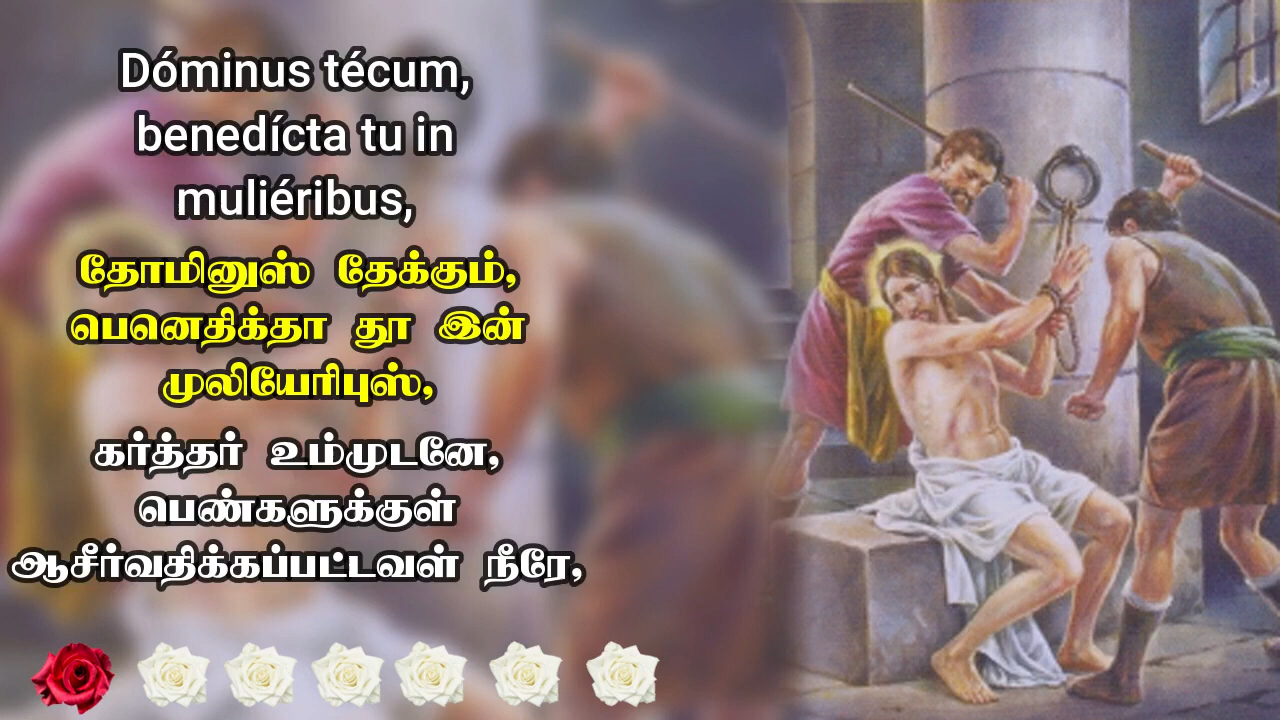 Dóminus técum,
benedícta tu in
muliéribus,
தோமினுஸ் தேக்கும்,
பெனெதிக்தா தூ இன்
முலியேரிபுஸ்,
கர்த்தர் உம்முடனே,
பெண்களுக்குள்
ஆசீர்வதிக்கப்பட்டவள் நீரே,